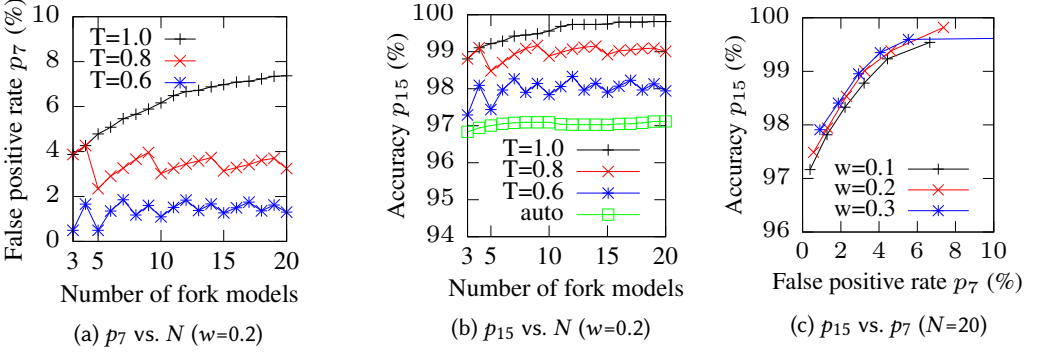 False positive rate p7 (%)
10
8
6
4
2
0
T=1.0
T=0.8
T=0.6
3 5 10 15 20
Number of fork models
(a) p7 vs. N (w=0.2)
Accuracy p15 (%)
100
99
98
97
96
95
94
T=1.0
T=0.8
T=0.6
auto
3 5 10 15 20
Number of fork models
(b) p15 vs. N (w=0.2)
Accuracy p15 (%)
100
99
98
97
96
w=0.1
w=0.2
w=0.3
0 2 4 6 8 10
False positive rate p7 (%)
(c) p15 vs. p7 (N=20)